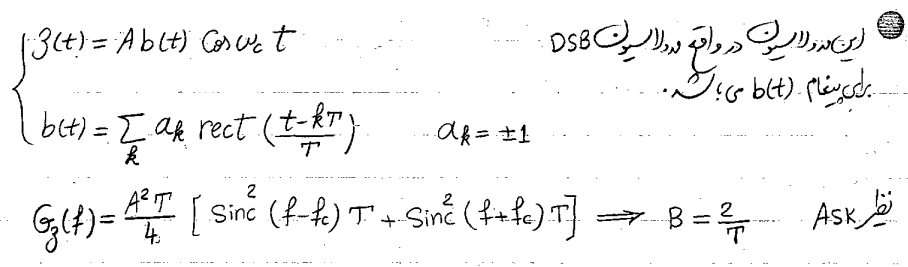 این مدولاسیون در واقع مدولاسیون DSB
برای پیغام b(t) می باشد.
z(t) = A b(t) Cos ω_c t
b(t) = Σ_k a_k rect ( (t-kT)/T )     a_k = ±1
G_z(f) = A²T/4 [ Sinc² (f-f_c) T + Sinc² (f+f_c) T ] ⟹ B = 2/T     نظیر ASK